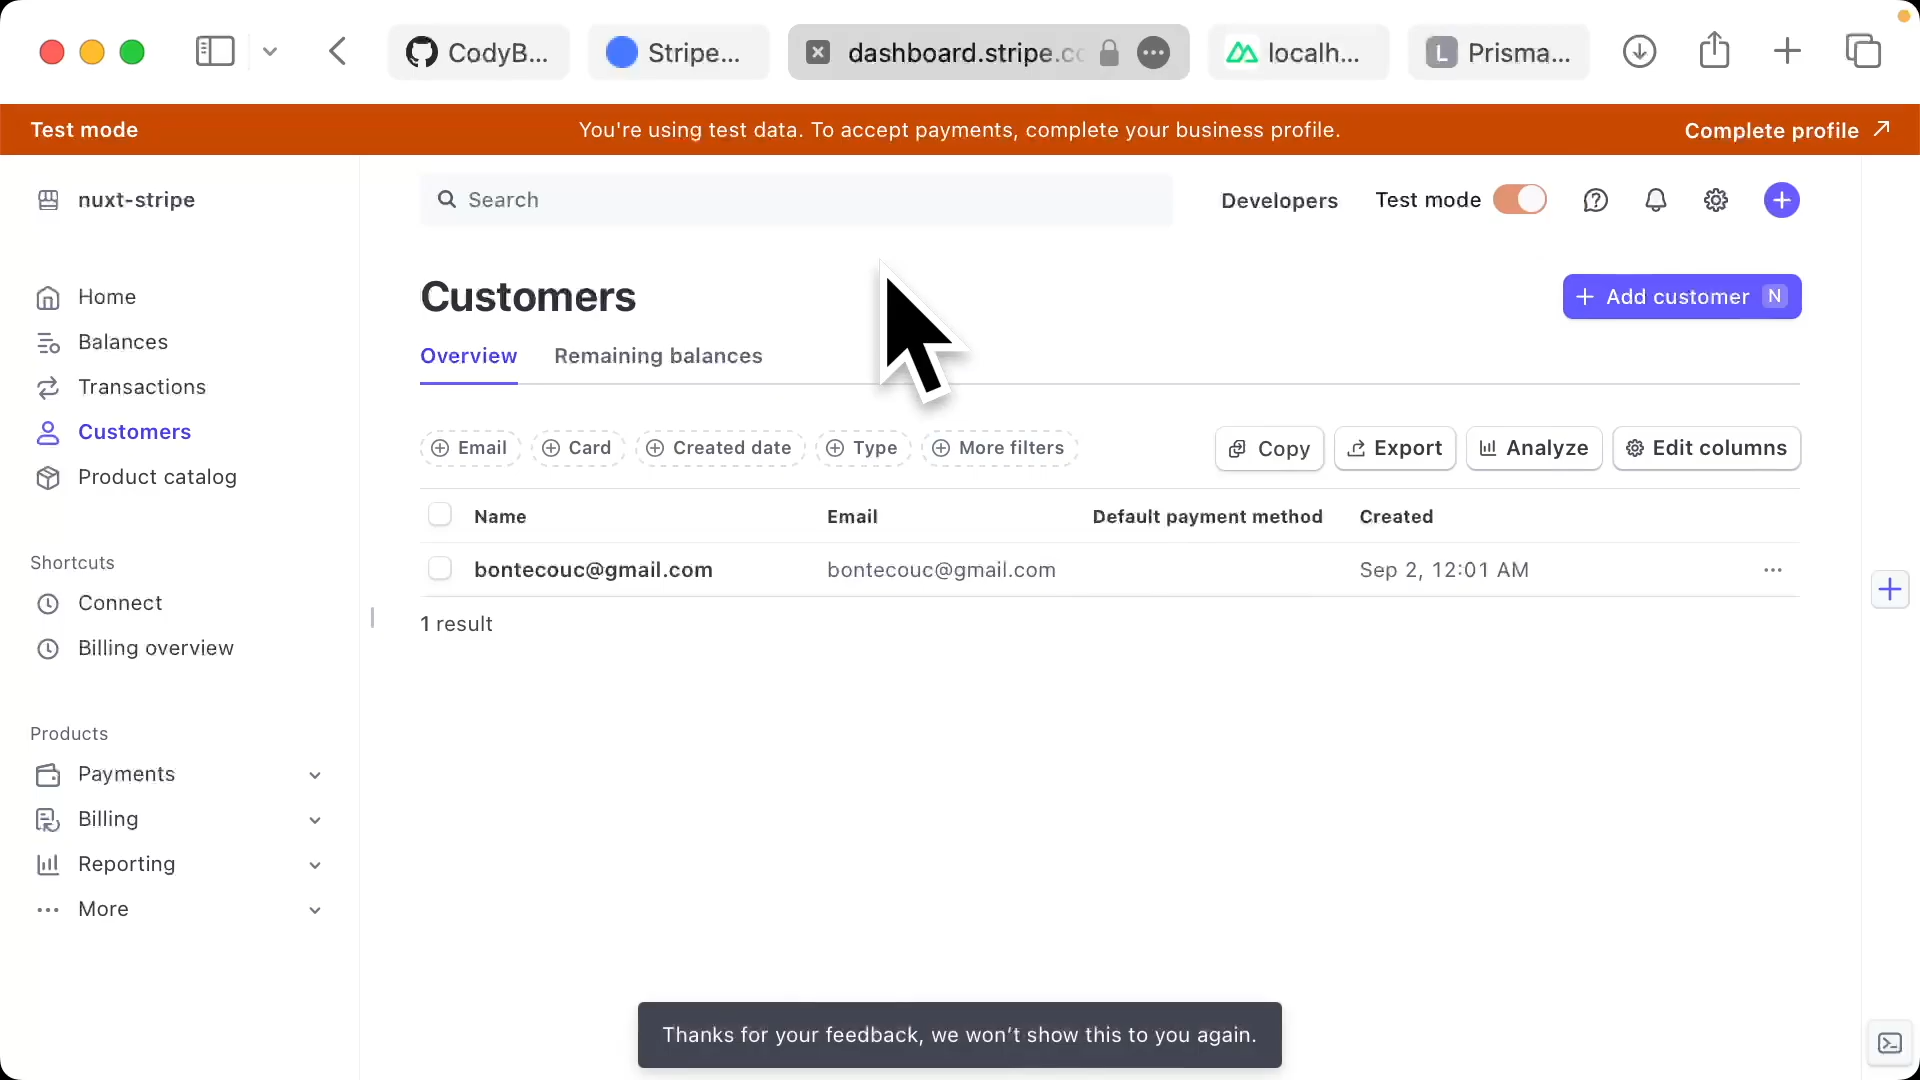 CodyB...
Stripe...
dashboard.stripe.cc
localh...
L Prisma...
Test mode
You're using test data. To accept payments, complete your business profile.
Complete profile
nuxt-stripe
Search
Developers
Test mode
Home
Balances
Transactions
Customers
Product catalog
Shortcuts
Connect
Billing overview
Products
Payments
Billing
Reporting
More
Customers
Add customer N
Overview
Remaining balances
Email
Card
Created date
Type
More filters
Copy
Export
Analyze
Edit columns
Name Email Default payment method Created
bontecouc@gmail.com bontecouc@gmail.com Sep 2, 12:01 AM
1 result
Thanks for your feedback, we won’t show this to you again.